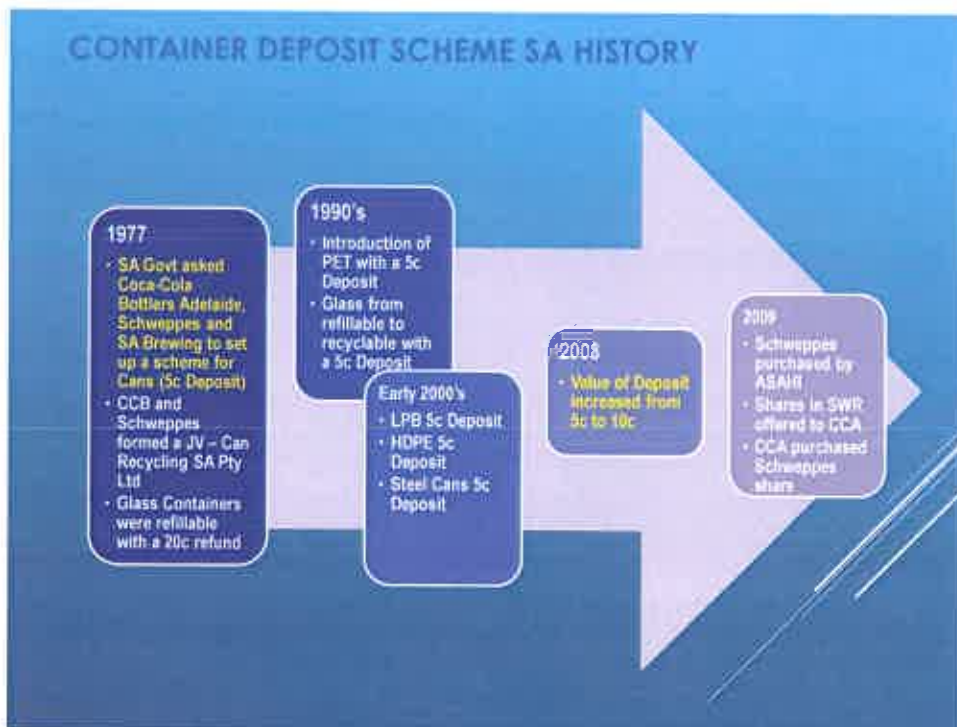 CONTAINER DEPOSIT SCHEME SA HISTORY
1977
• SA Govt asked
Coca-Cola
Bottlers Adelaide,
Schweppes and
SA Brewing to set
up a scheme for
Cans (5c Deposit)
• CCB and
Schweppes
formed a JV – Can
Recycling SA Pty
Ltd
• Glass Containers
were refillable
with a 20c refund
1990's
• Introduction of
PET with a 5c
Deposit
• Glass from
refillable to
recyclable with
a 5c Deposit
Early 2000's
• LPB 5c Deposit
• HDPE 5c
Deposit
• Steel Cans 5c
Deposit
2008
• Value of Deposit
increased from
5c to 10c
2009
• Schweppes
purchased by
ASAHI
• Shares in SWR
offered to CCA
• CCA purchased
Schweppes
share